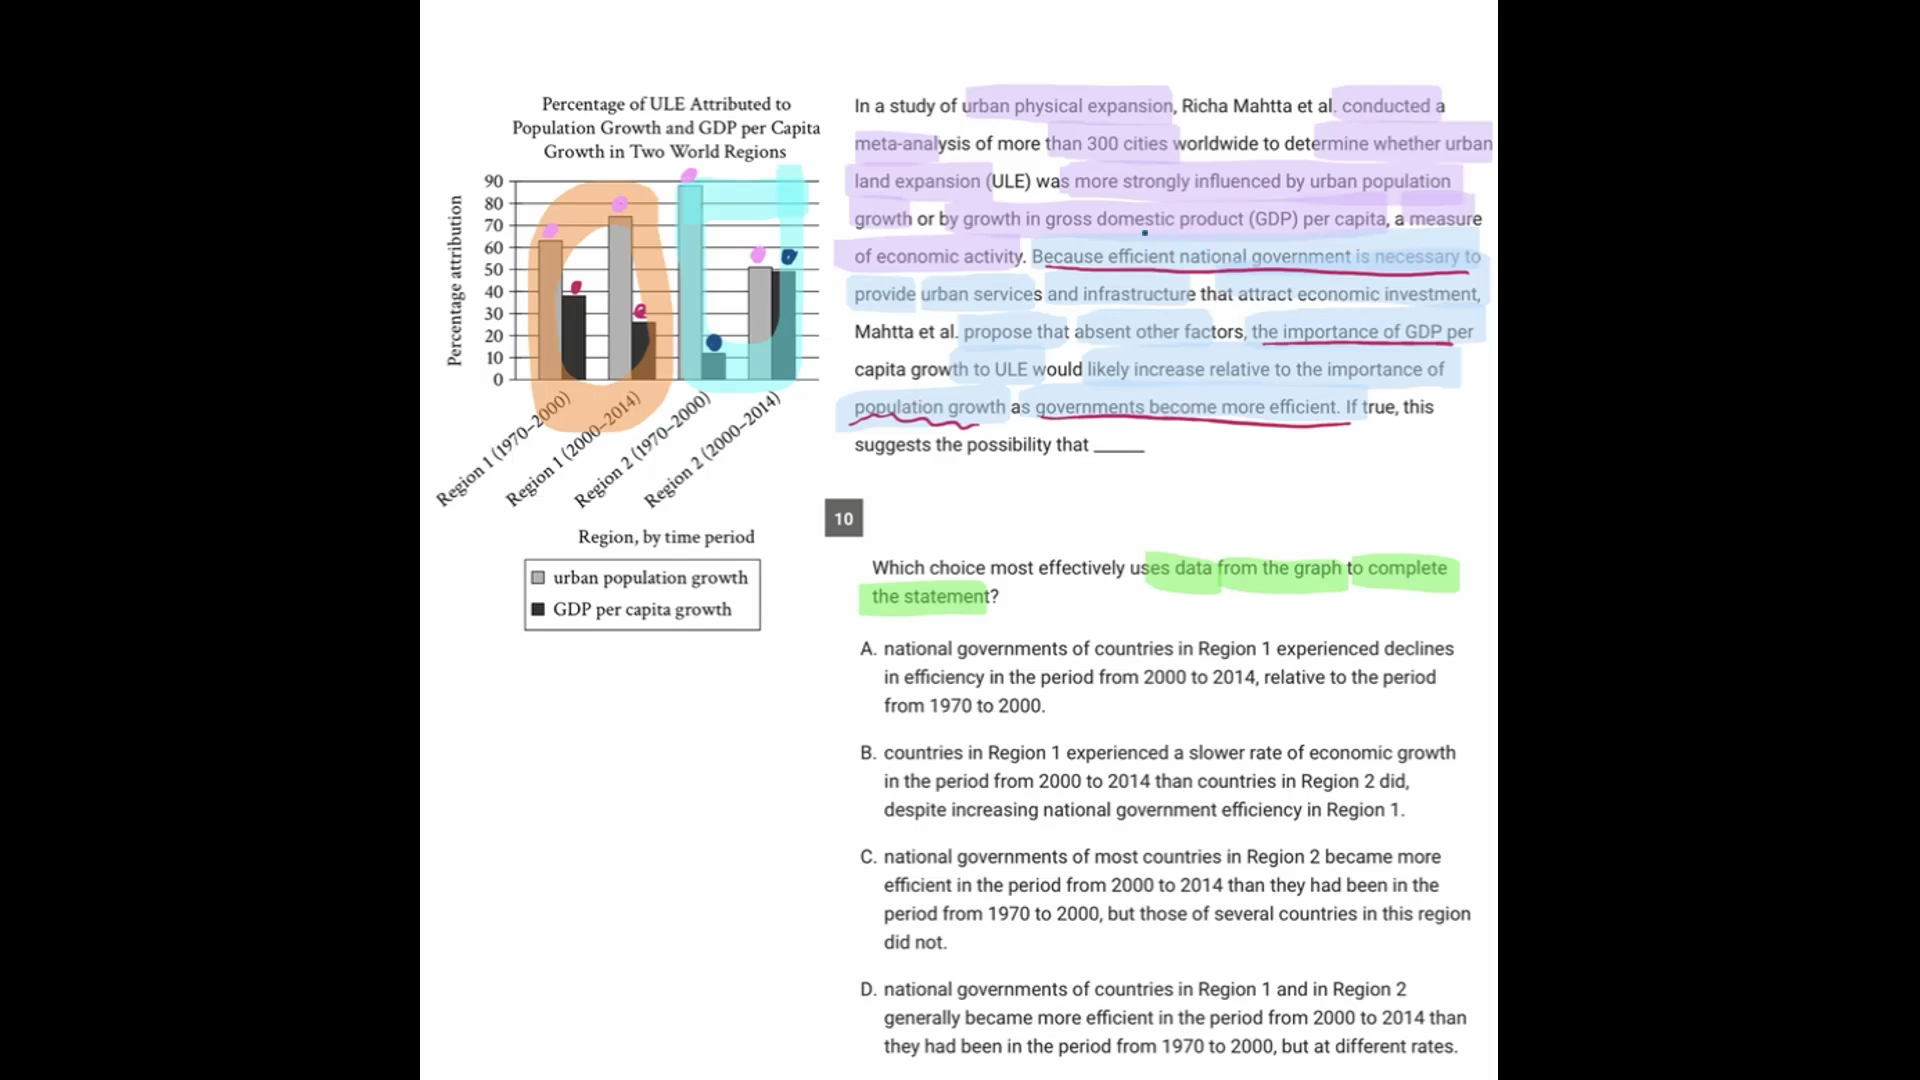 Percentage of ULE Attributed to
Population Growth and GDP per Capita
Growth in Two World Regions
Percentage attribution
90
80
70
60
50
40
30
20
10
0
Region 1 (1970–2000)
Region 1 (2000–2014)
Region 2 (1970–2000)
Region 2 (2000–2014)
Region, by time period
urban population growth
GDP per capita growth
In a study of urban physical expansion, Richa Mahtta et al. conducted a
meta-analysis of more than 300 cities worldwide to determine whether urban
land expansion (ULE) was more strongly influenced by urban population
growth or by growth in gross domestic product (GDP) per capita, a measure
of economic activity. Because efficient national government is necessary to
provide urban services and infrastructure that attract economic investment,
Mahtta et al. propose that absent other factors, the importance of GDP per
capita growth to ULE would likely increase relative to the importance of
population growth as governments become more efficient. If true, this
suggests the possibility that ______
10
Which choice most effectively uses data from the graph to complete
the statement?
A. national governments of countries in Region 1 experienced declines
in efficiency in the period from 2000 to 2014, relative to the period
from 1970 to 2000.
B. countries in Region 1 experienced a slower rate of economic growth
in the period from 2000 to 2014 than countries in Region 2 did,
despite increasing national government efficiency in Region 1.
C. national governments of most countries in Region 2 became more
efficient in the period from 2000 to 2014 than they had been in the
period from 1970 to 2000, but those of several countries in this region
did not.
D. national governments of countries in Region 1 and in Region 2
generally became more efficient in the period from 2000 to 2014 than
they had been in the period from 1970 to 2000, but at different rates.